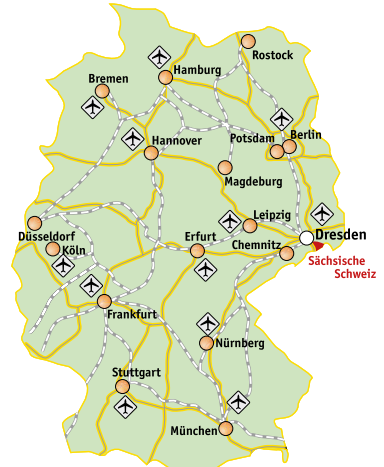 Rostock
Hamburg
Bremen
Berlin
Potsdam
Hannover
Magdeburg
Leipzig
Dresden
Düsseldorf
Erfurt
Chemnitz
Köln
Sächsische
Schweiz
Frankfurt
Nürnberg
Stuttgart
München